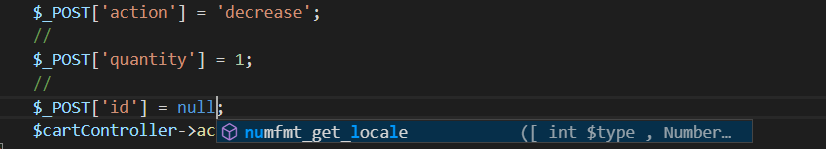 $_POST['action'] = 'decrease';
//
$_POST['quantity'] = 1;
//
$_POST['id'] = null;
$cartController->ac
numfmt_get_locale ([ int $type , Number…